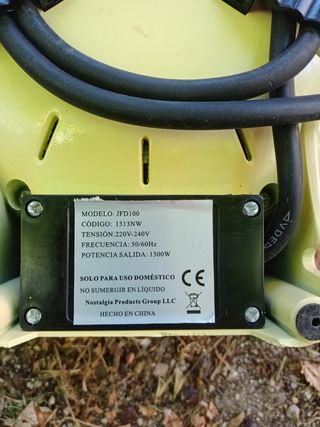 MODELO: JFD100
CÓDIGO: 1313NW
TENSIÓN:220V-240V
FRECUENCIA: 50/60Hz
POTENCIA SALIDA: 1300W
SOLO PARA USO DOMÉSTICO
NO SUMERGIR EN LÍQUIDO
Nostalgia Products Group LLC
HECHO EN CHINA
CE